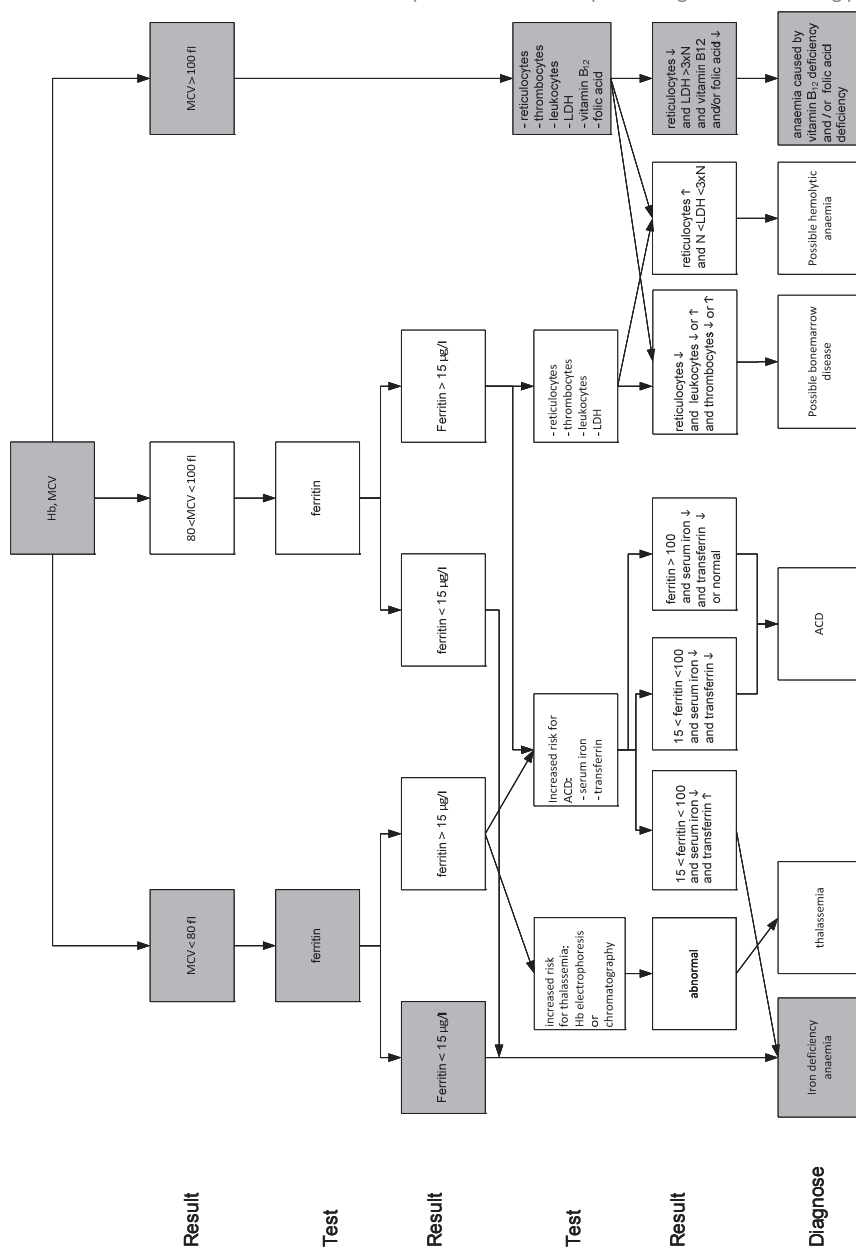 Hb, MCV
Result
MCV < 80 fl
80 <MCV < 100 fl
MCV > 100 fl
Test
ferritin
ferritin
Result
Ferritin < 15 µg/l
ferritin > 15 µg/l
ferritin < 15 µg/l
Ferritin > 15 µg/l
Test
increased risk
for thalassemia:
Hb electrophoresis
or
chromatography
Increased risk for
ACD:
- serum iron
- transferrin
- reticulocytes
- thrombocytes
- leukocytes
- LDH
- reticulocytes
- thrombocytes
- leukocytes
- LDH
- vitamin B12
- folic acid
Result
abnormal
15 < ferritin < 100
and serum iron ↓
and transferrin ↑
15 < ferritin <100
and serum iron ↓
and transferrin ↓
ferritin > 100
and serum iron ↓
and transferrin ↓
or normal
reticulocytes ↓
and leukocytes ↓ or ↑
and thrombocytes ↓ or ↑
reticulocytes ↑
and N <LDH <3xN
reticulocytes ↓
and LDH >3xN
and vitamin B12
and/or folic acid ↓
Diagnose
Iron deficiency
anaemia
thalassemia
ACD
Possible bonemarrow
disease
Possible hemolytic
anaemia
anaemia caused by
vitamin B12 deficiency
and / or folic acid
deficiency